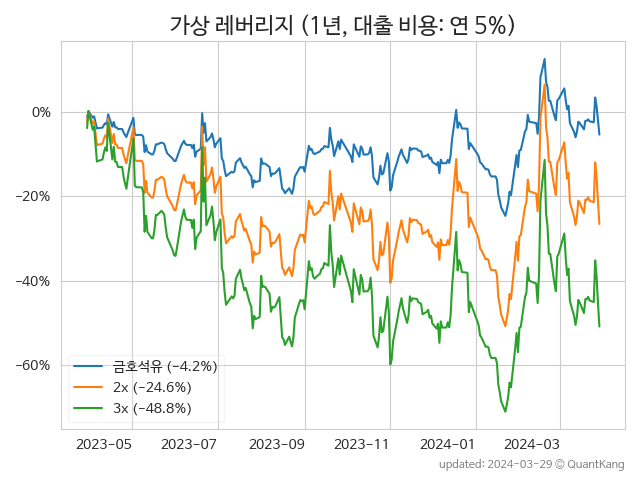 가상 레버리지 (1년, 대출 비용: 연 5%)
0%
−20%
−40%
−60%
금호석유 (−4.2%)
2x (−24.6%)
3x (−48.8%)
2023-05 2023-07 2023-09 2023-11 2024-01 2024-03
updated: 2024-03-29 © QuantKang